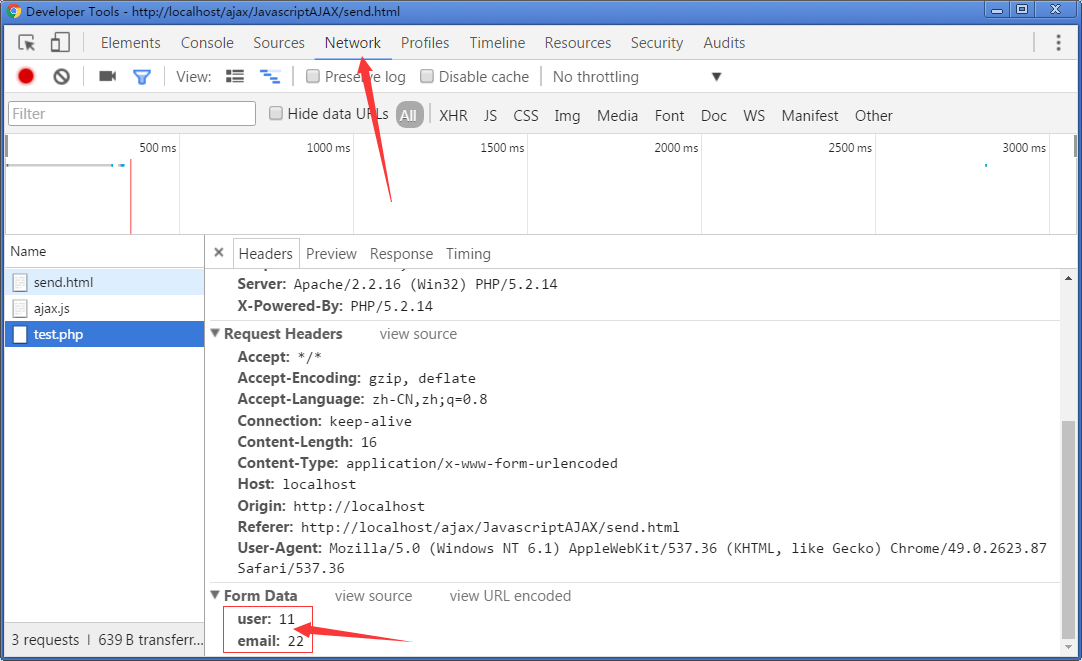 Developer Tools - http://localhost/ajax/JavascriptAJAX/send.html
Elements Console Sources Network Profiles Timeline Resources Security Audits
View: Preserve log Disable cache No throttling
Filter Hide data URLs All XHR JS CSS Img Media Font Doc WS Manifest Other
500 ms 1000 ms 1500 ms 2000 ms 2500 ms 3000 ms
Name
send.html
ajax.js
test.php
3 requests | 639 B transferr...
× Headers Preview Response Timing
Server: Apache/2.2.16 (Win32) PHP/5.2.14
X-Powered-By: PHP/5.2.14
Request Headers view source
Accept: */*
Accept-Encoding: gzip, deflate
Accept-Language: zh-CN,zh;q=0.8
Connection: keep-alive
Content-Length: 16
Content-Type: application/x-www-form-urlencoded
Host: localhost
Origin: http://localhost
Referer: http://localhost/ajax/JavascriptAJAX/send.html
User-Agent: Mozilla/5.0 (Windows NT 6.1) AppleWebKit/537.36 (KHTML, like Gecko) Chrome/49.0.2623.87
Safari/537.36
Form Data view source view URL encoded
user: 11
email: 22